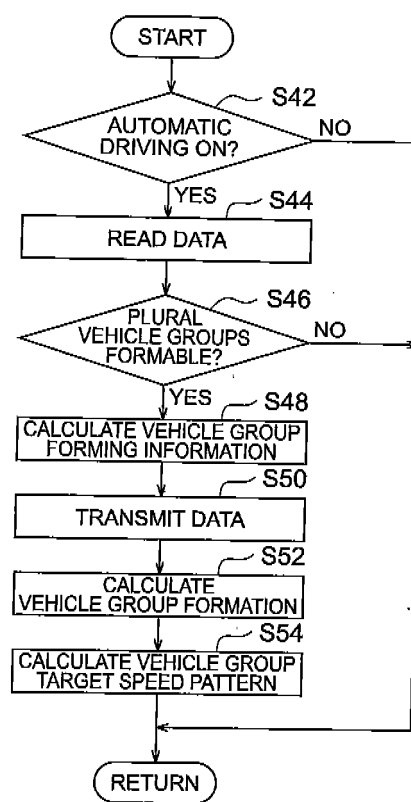 START
S42
AUTOMATIC
DRIVING ON?
NO
YES
S44
READ DATA
S46
PLURAL
VEHICLE GROUPS
FORMABLE?
NO
YES
S48
CALCULATE VEHICLE GROUP
FORMING INFORMATION
S50
TRANSMIT DATA
S52
CALCULATE
VEHICLE GROUP FORMATION
S54
CALCULATE VEHICLE GROUP
TARGET SPEED PATTERN
RETURN